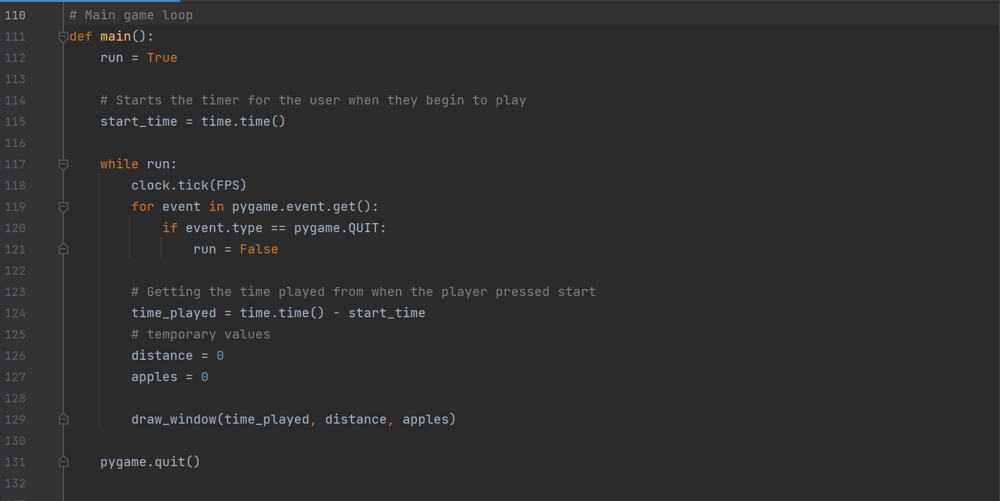 110 # Main game loop
111 def main():
112     run = True
113
114     # Starts the timer for the user when they begin to play
115     start_time = time.time()
116
117     while run:
118         clock.tick(FPS)
119         for event in pygame.event.get():
120             if event.type == pygame.QUIT:
121                 run = False
122
123         # Getting the time played from when the player pressed start
124         time_played = time.time() - start_time
125         # temporary values
126         distance = 0
127         apples = 0
128
129         draw_window(time_played, distance, apples)
130
131     pygame.quit()
132